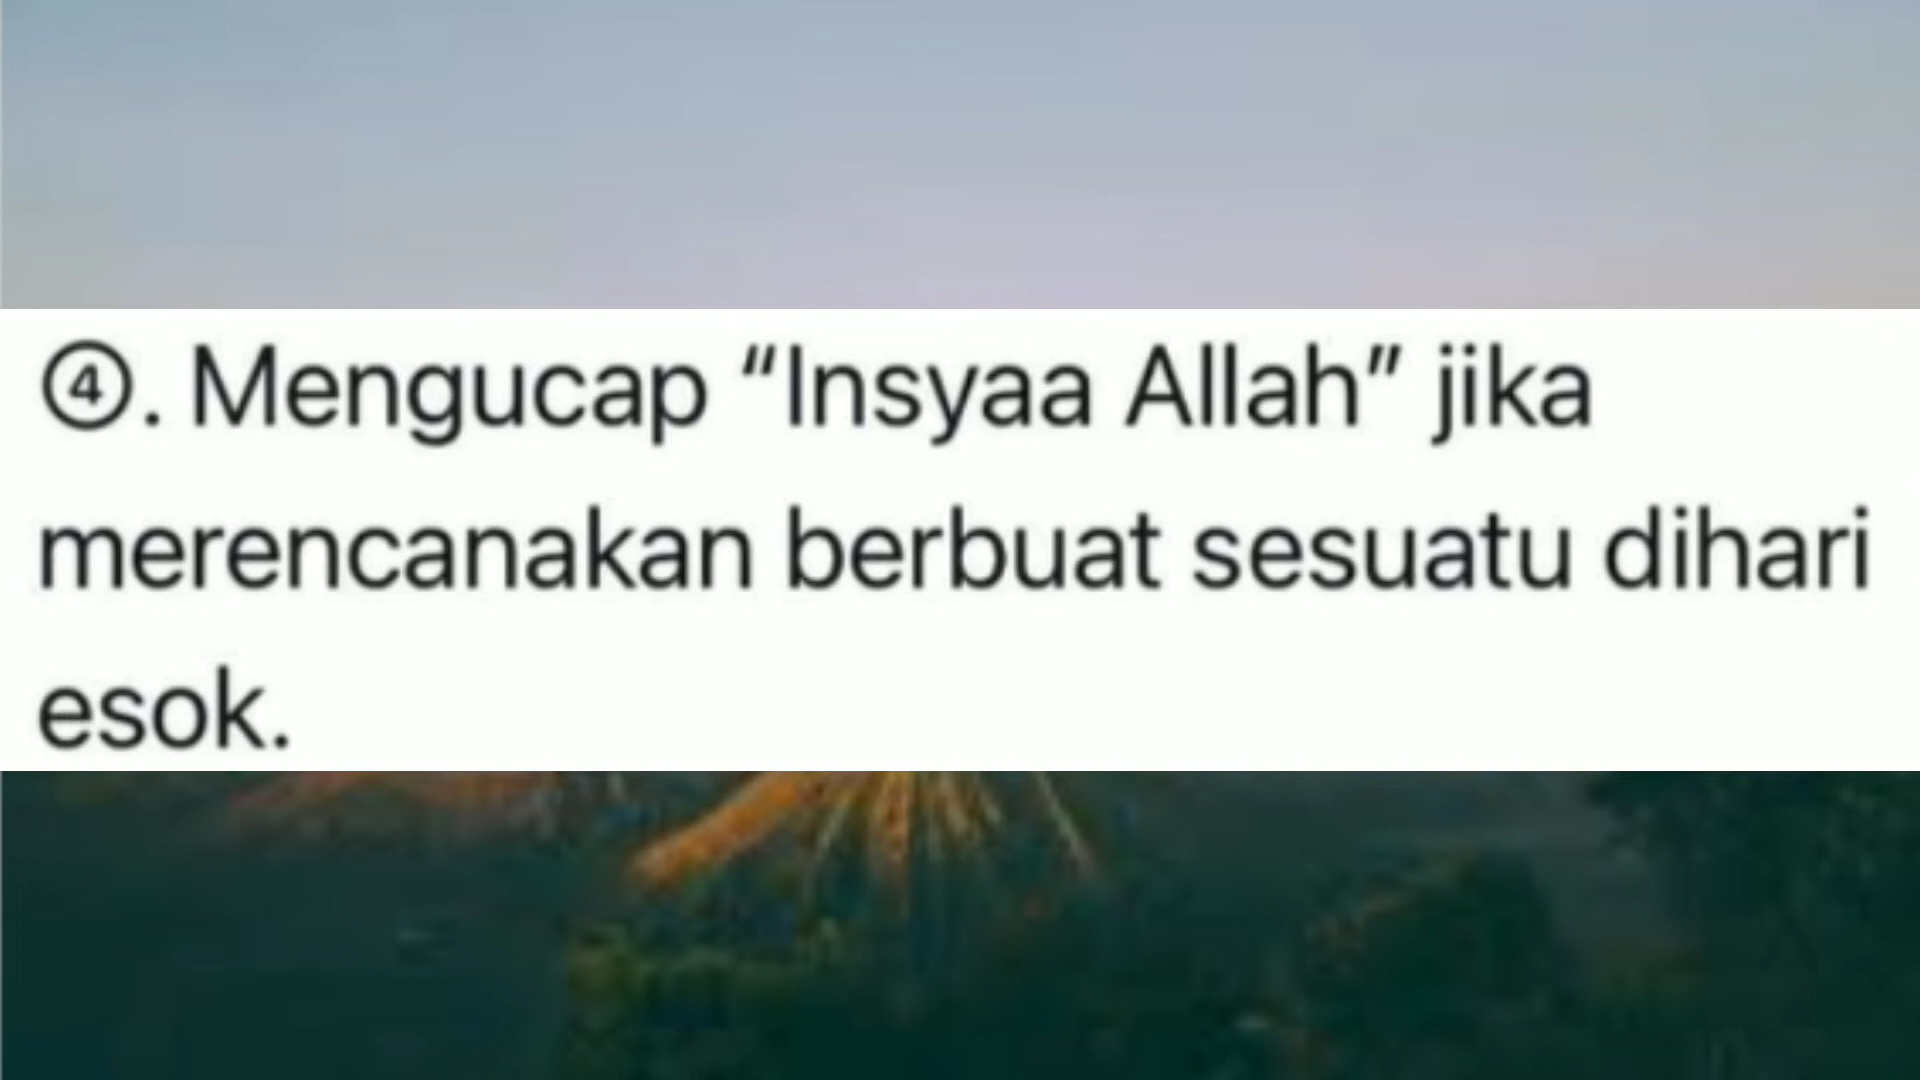 ④. Mengucap “Insyaa Allah” jika
merencanakan berbuat sesuatu dihari
esok.